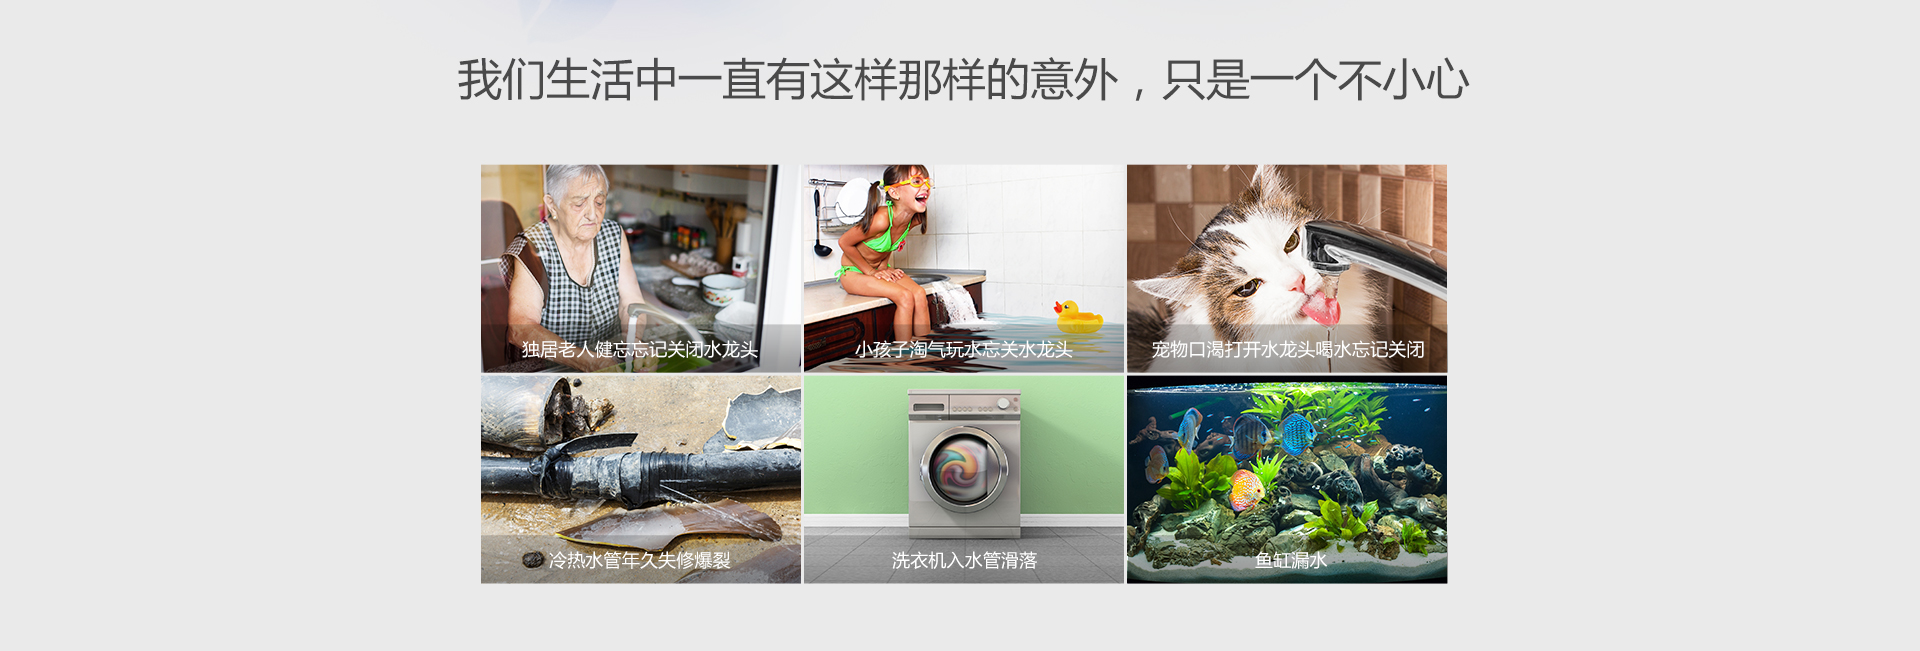 我们生活中一直有这样那样的意外，只是一个不小心
独居老人健忘忘记关闭水龙头
小孩子淘气玩水忘关水龙头
宠物口渴打开水龙头喝水忘记关闭
冷热水管年久失修爆裂
洗衣机入水管滑落
鱼缸漏水